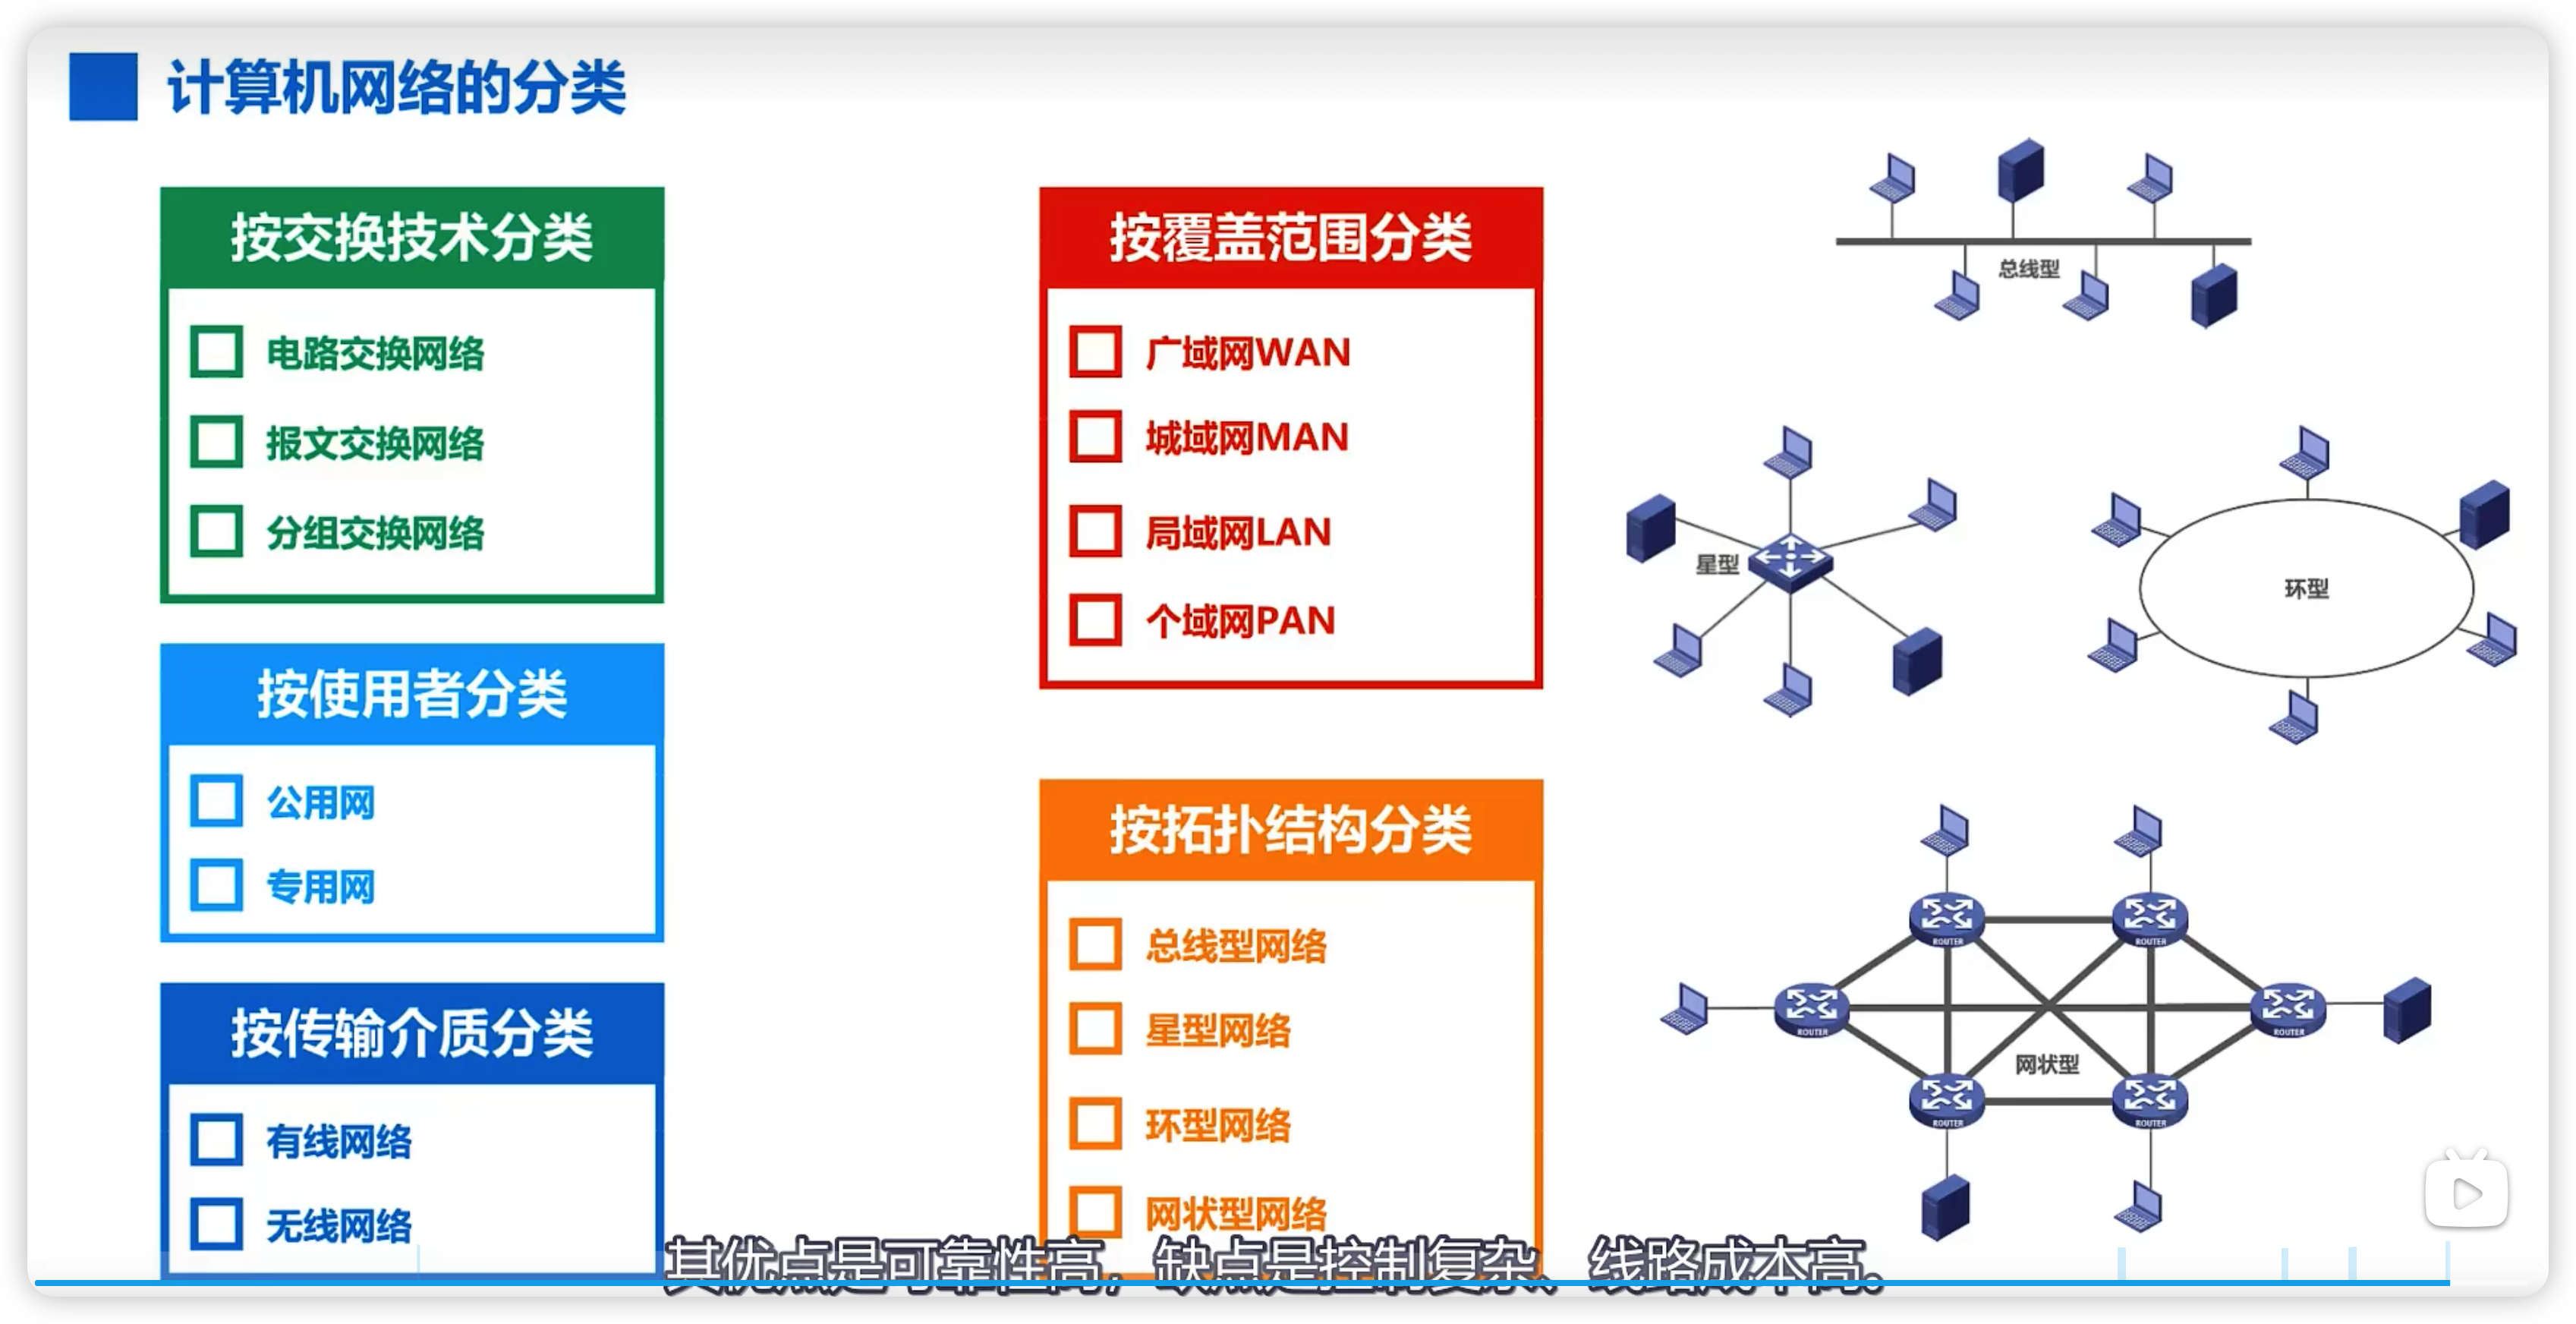 计算机网络的分类
按交换技术分类
电路交换网络
报文交换网络
分组交换网络
按使用者分类
公用网
专用网
按传输介质分类
有线网络
无线网络
按覆盖范围分类
广域网WAN
城域网MAN
局域网LAN
个域网PAN
按拓扑结构分类
总线型网络
星型网络
环型网络
网状型网络
总线型
星型
环型
ROUTER
ROUTER
ROUTER
ROUTER
网状型
ROUTER
ROUTER
其优点是可靠性高，缺点是控制复杂、线路成本高。